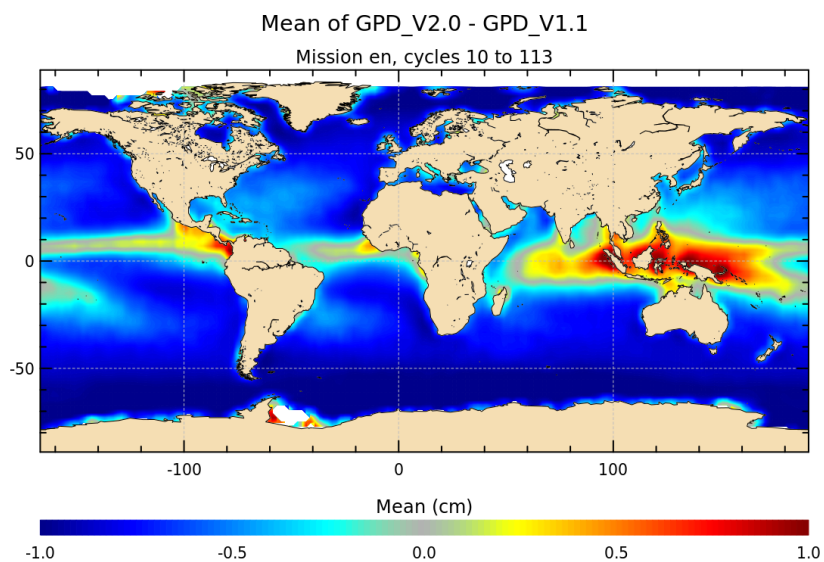 Mean of GPD_V2.0 - GPD_V1.1
Mission en, cycles 10 to 113
50
0
-50
-100 0 100
Mean (cm)
-1.0 -0.5 0.0 0.5 1.0